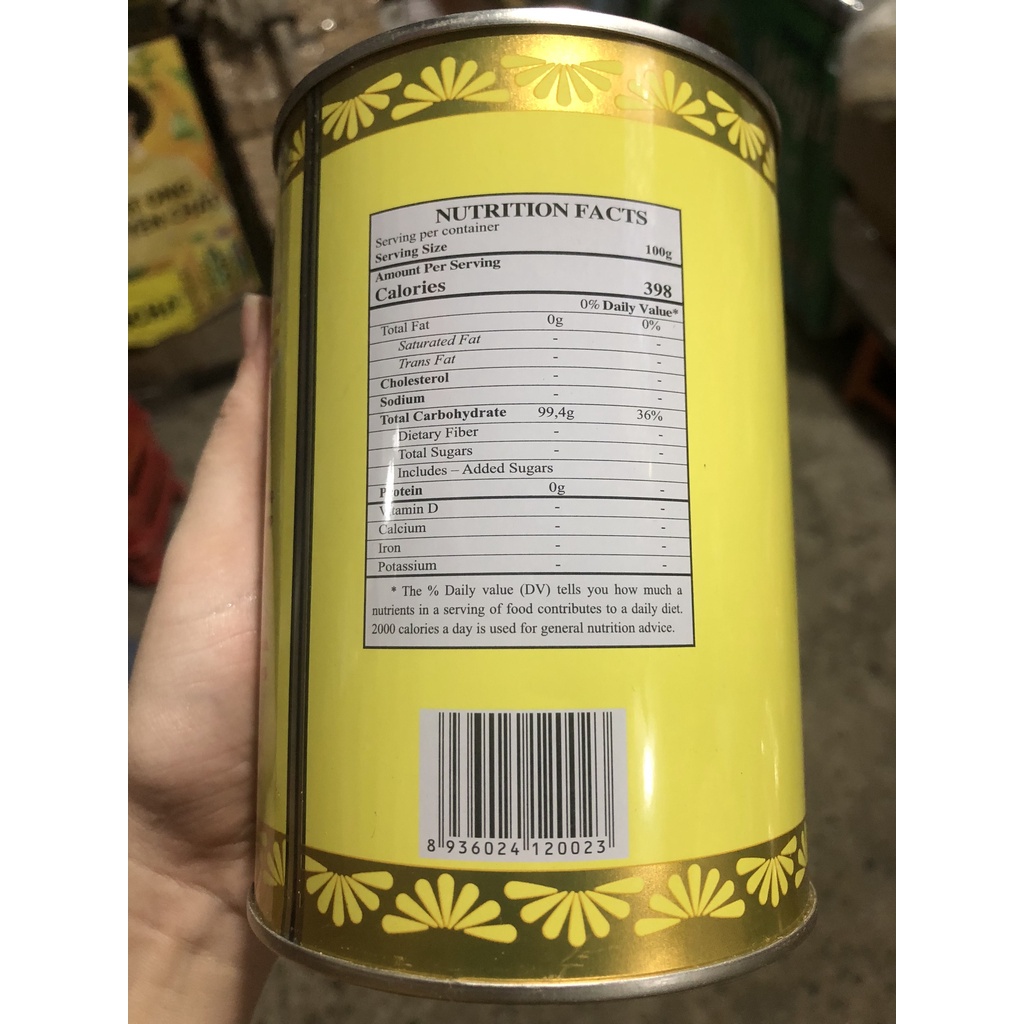 NUTRITION FACTS
Serving per container
Serving Size 100g
Amount Per Serving
Calories 398
0% Daily Value*
Total Fat 0g 0%
Saturated Fat - -
Trans Fat - -
Cholesterol - -
Sodium - -
Total Carbohydrate 99,4g 36%
Dietary Fiber - -
Total Sugars - -
Includes – Added Sugars
Protein 0g -
Vitamin D - -
Calcium - -
Iron - -
Potassium - -
* The % Daily value (DV) tells you how much a
nutrients in a serving of food contributes to a daily diet.
2000 calories a day is used for general nutrition advice.
8 936024 120023